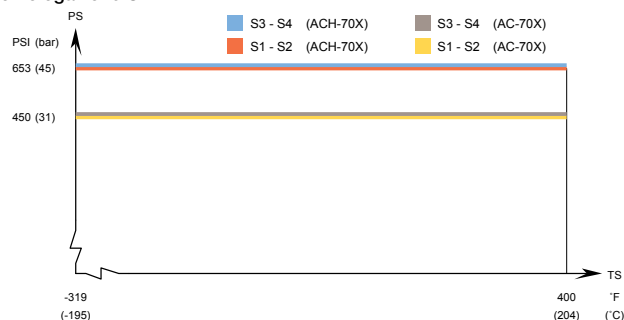 PS
S3 - S4 (ACH-70X)
S3 - S4 (AC-70X)
PSI (bar)
S1 - S2 (ACH-70X)
S1 - S2 (AC-70X)
653 (45)
450 (31)
TS
-319
400
°F
(-195)
(204)
(°C)